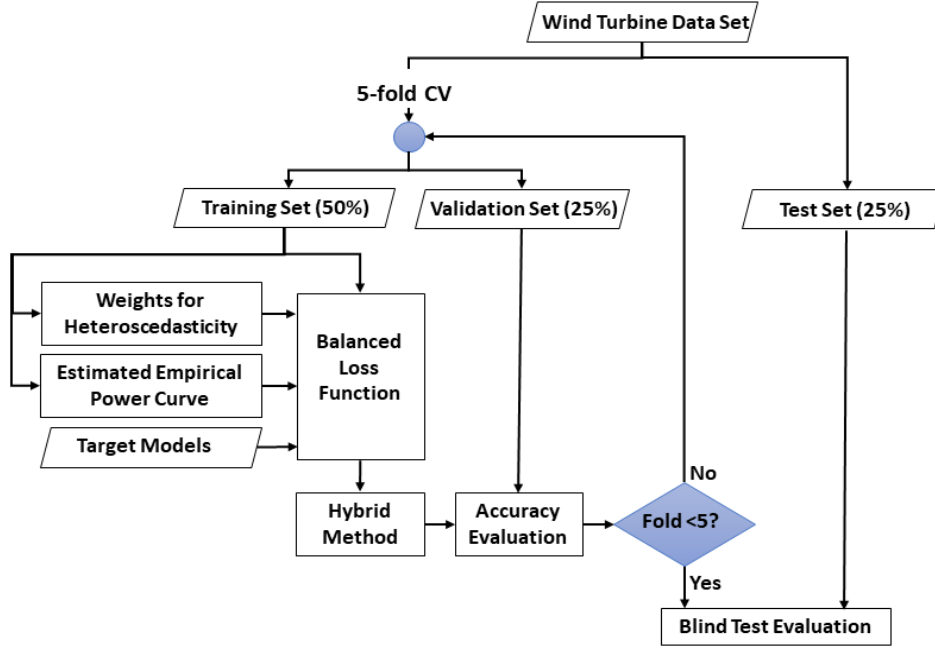 Wind Turbine Data Set
5-fold CV
Training Set (50%)
Validation Set (25%)
Test Set (25%)
Weights for
Heteroscedasticity
Balanced
Loss
Function
Estimated Empirical
Power Curve
Target Models
No
Hybrid
Method
Accuracy
Evaluation
Fold <5?
Yes
Blind Test Evaluation